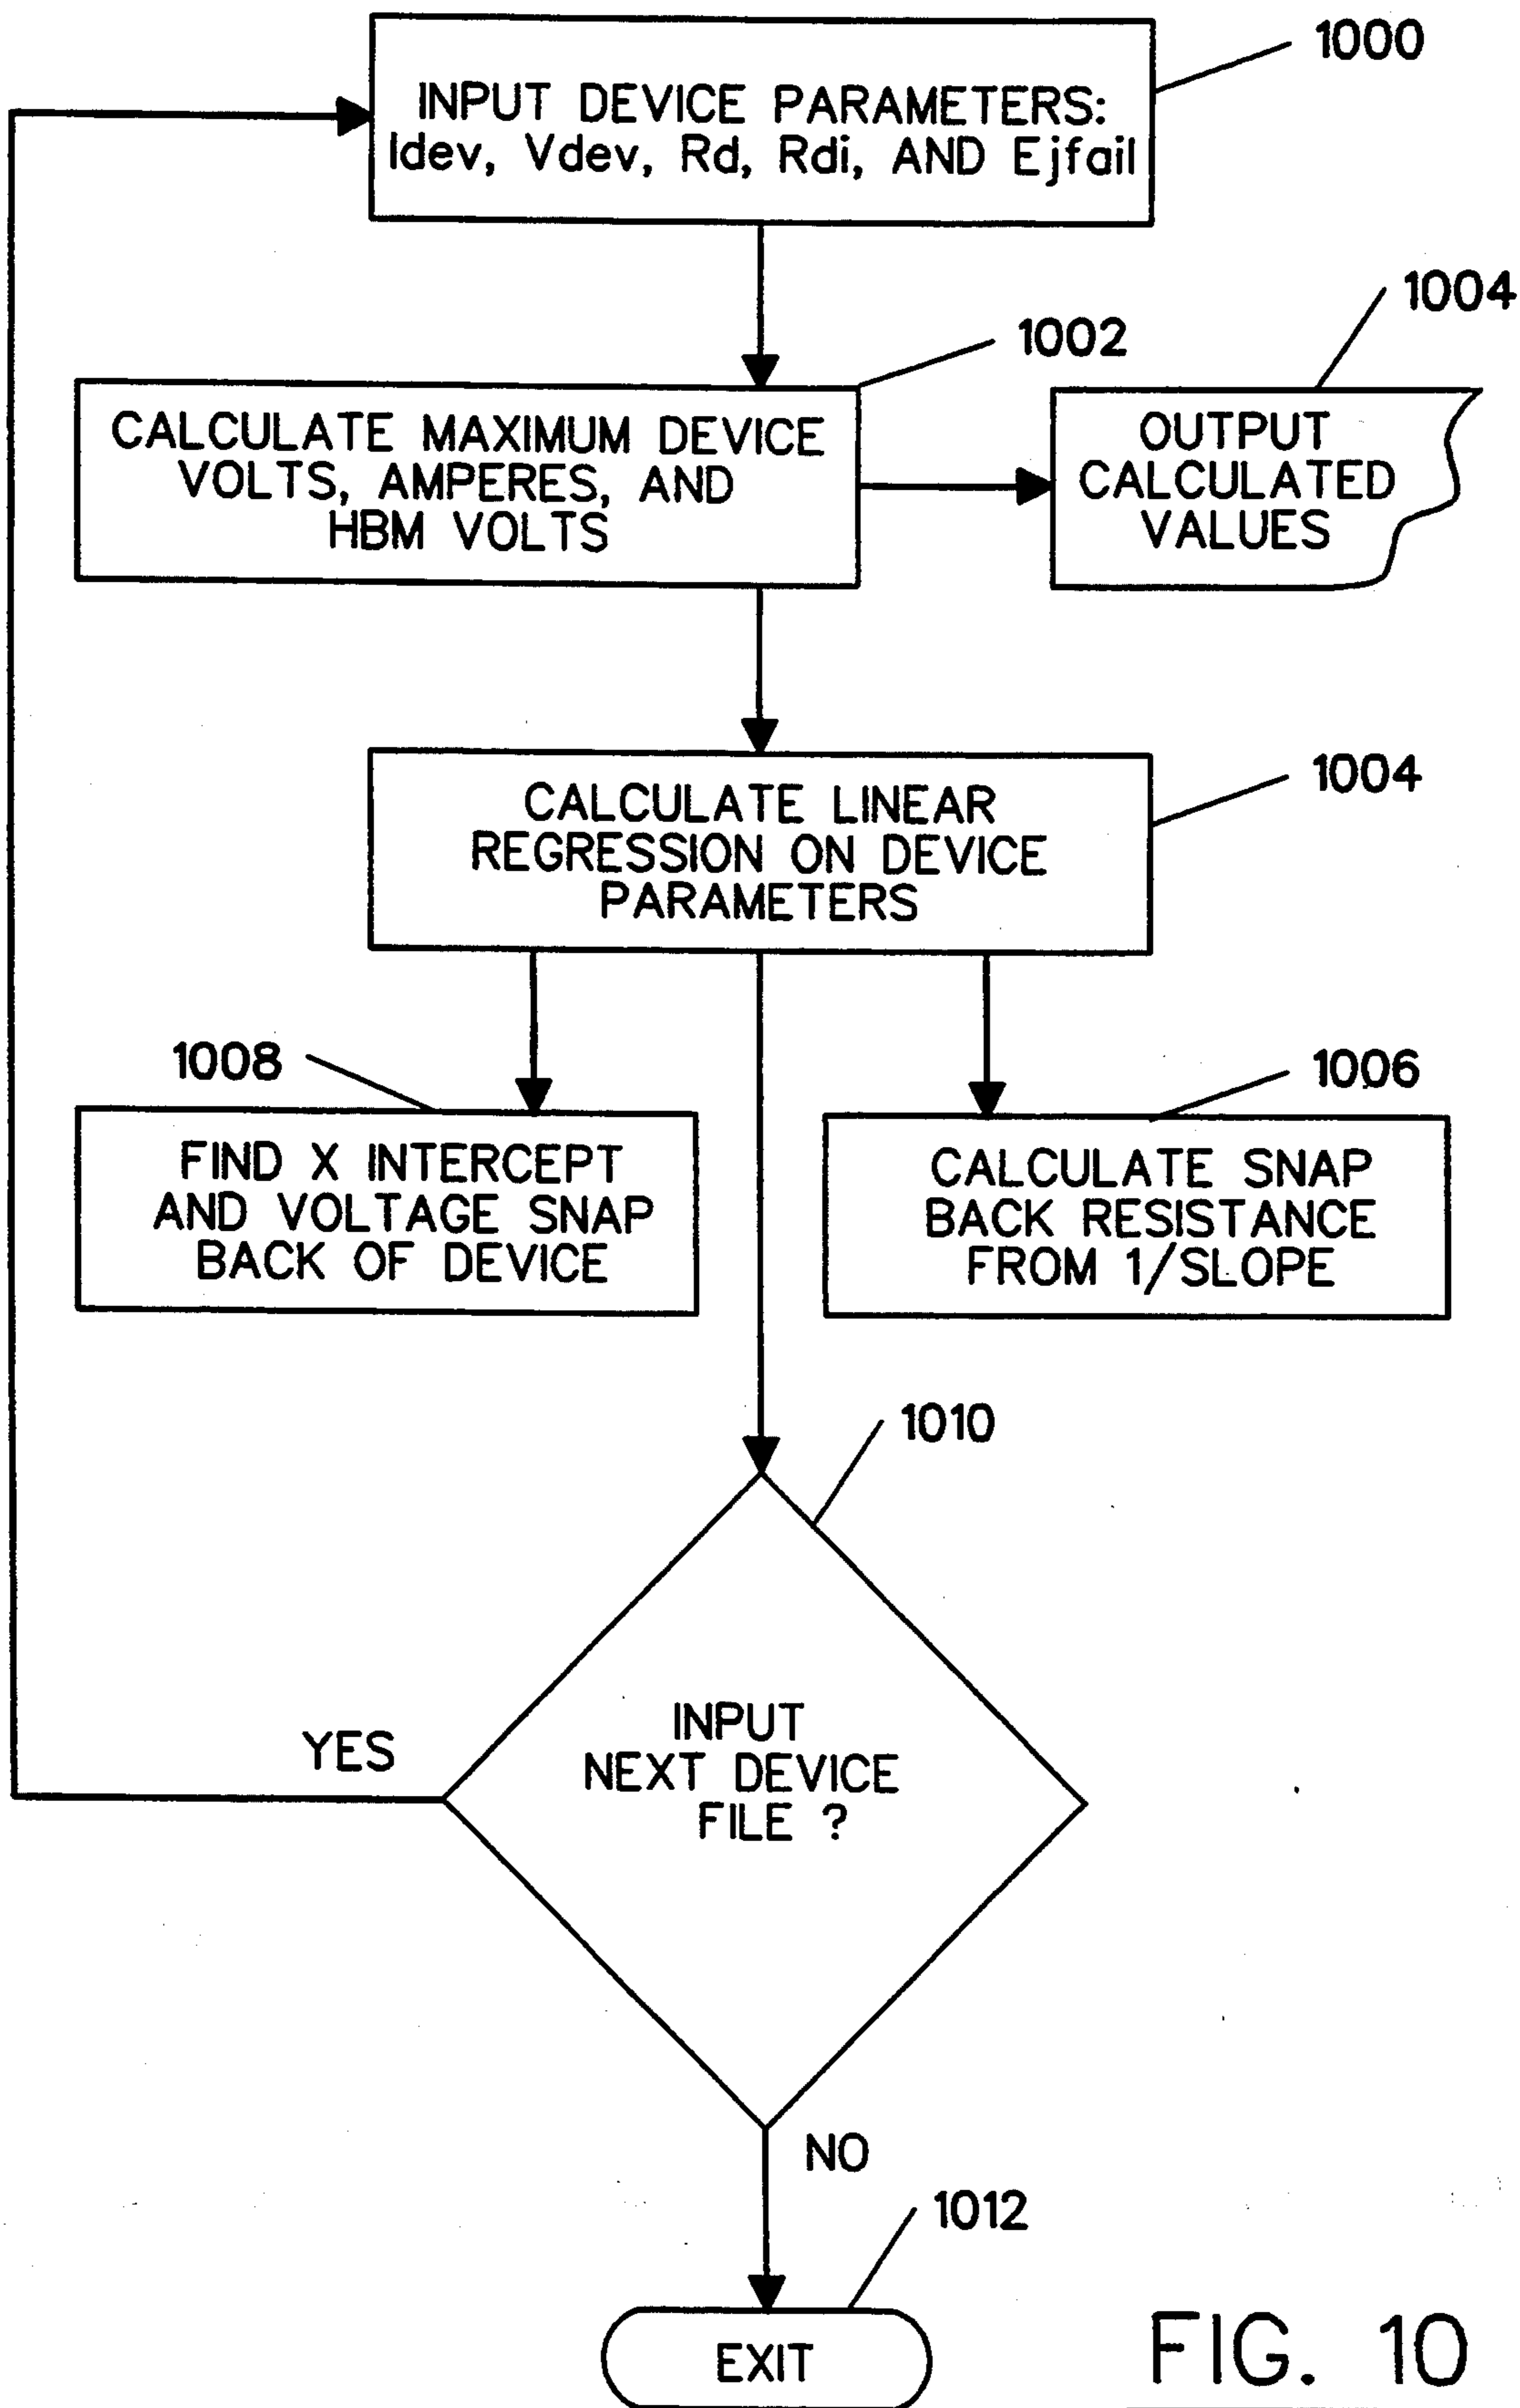 1000
INPUT DEVICE PARAMETERS:
Idev, Vdev, Rd, Rdi, AND Ejfail
1004
1002
CALCULATE MAXIMUM DEVICE
VOLTS, AMPERES, AND
HBM VOLTS
OUTPUT
CALCULATED
VALUES
1004
CALCULATE LINEAR
REGRESSION ON DEVICE
PARAMETERS
1008
1006
FIND X INTERCEPT
AND VOLTAGE SNAP
BACK OF DEVICE
CALCULATE SNAP
BACK RESISTANCE
FROM 1/SLOPE
1010
INPUT
NEXT DEVICE
FILE ?
YES
NO
1012
EXIT
FIG. 10